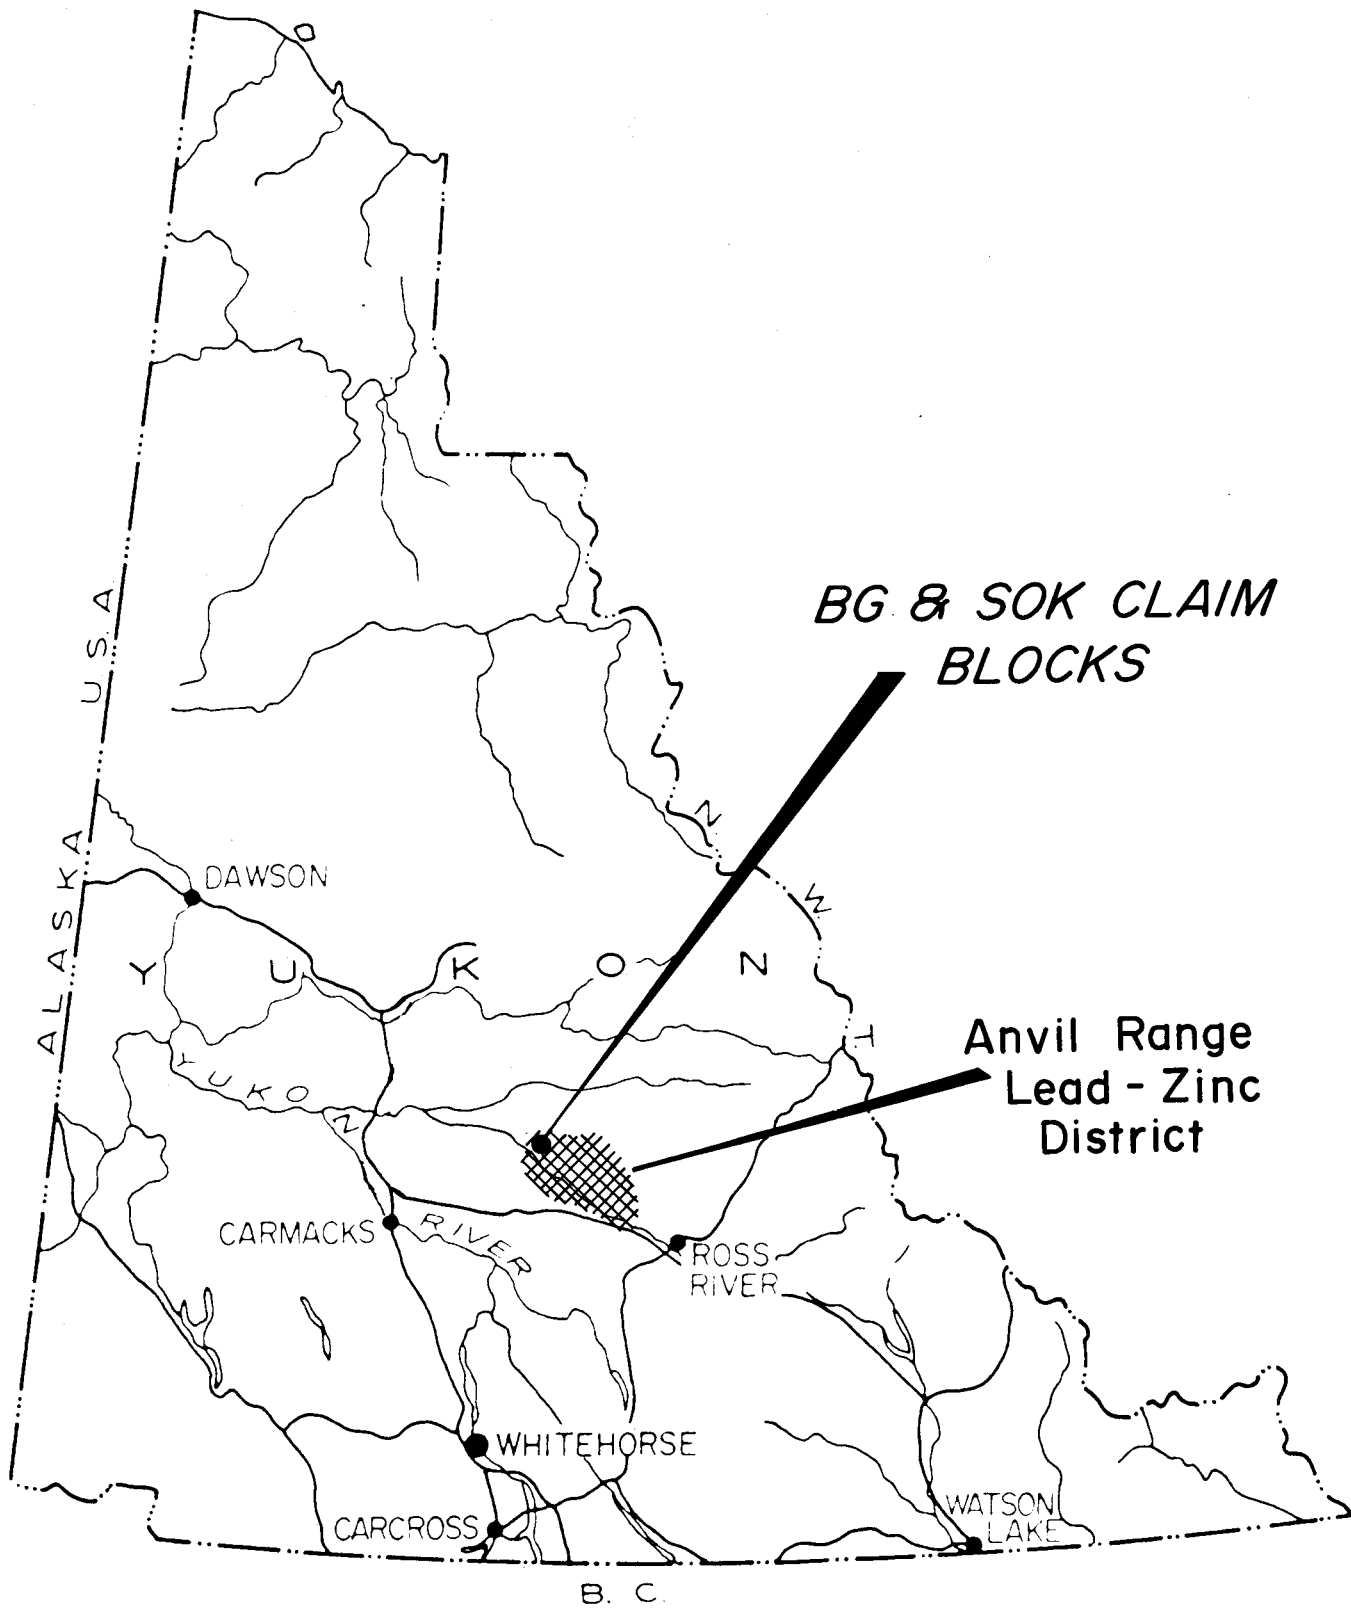 BG & SOK CLAIM
BLOCKS
ALASKA U.S.A
N. W. T.
DAWSON
Y U K O N
Anvil Range
Lead - Zinc
District
YUKON
RIVER
CARMACKS
ROSS
RIVER
WHITEHORSE
CARCROSS
WATSON
LAKE
B. C.